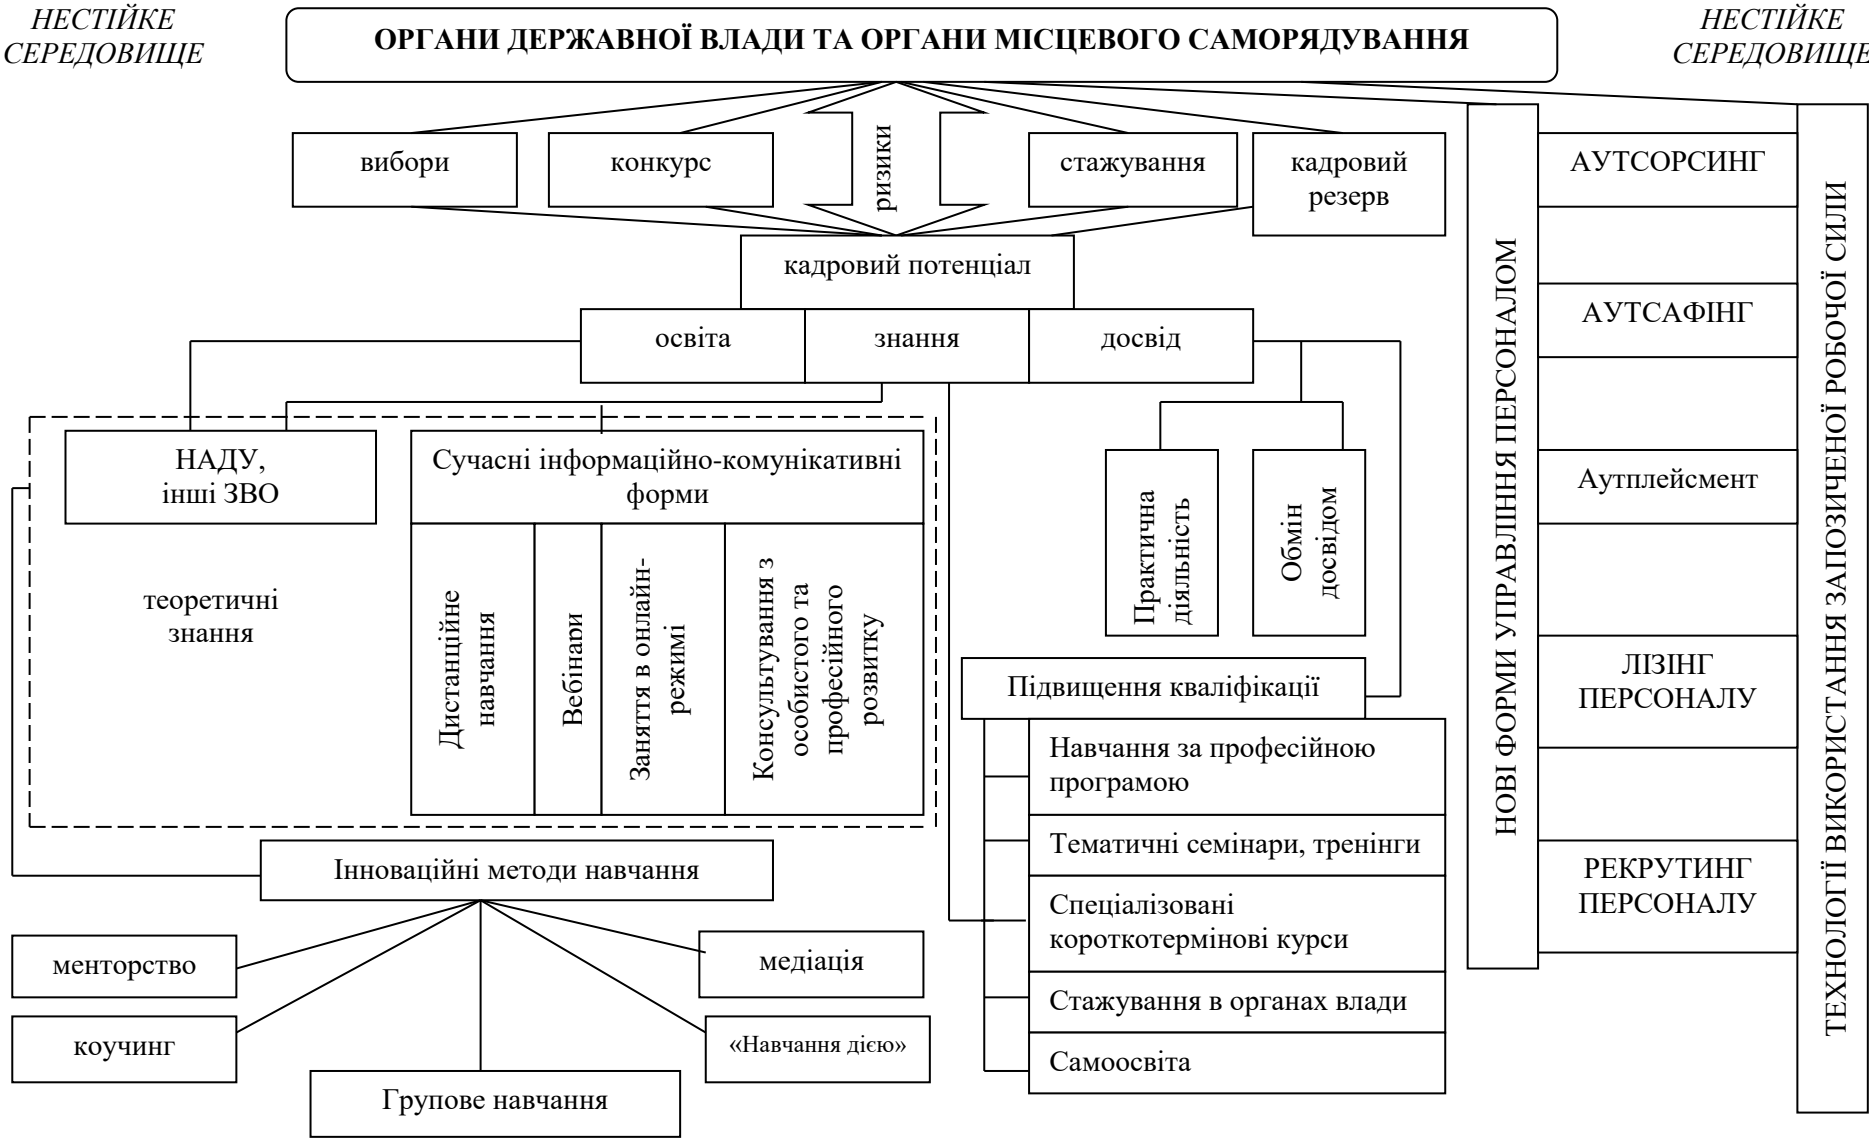 НЕСТІЙКЕ
СЕРЕДОВИЩЕ
ОРГАНИ ДЕРЖАВНОЇ ВЛАДИ ТА ОРГАНИ МІСЦЕВОГО САМОРЯДУВАННЯ
НЕСТІЙКЕ
СЕРЕДОВИЩЕ
вибори
конкурс
ризики
стажування
кадровий
резерв
кадровий потенціал
освіта
знання
досвід
НАДУ,
інші ЗВО
Сучасні інформаційно-комунікативні
форми
теоретичні
знання
Дистанційне
навчання
Вебінари
Заняття в онлайн-
режимі
Консультування з
особистого та
професійного
розвитку
Практична
діяльність
Обмін
досвідом
Підвищення кваліфікації
Навчання за професійною
програмою
Тематичні семінари, тренінги
Спеціалізовані
короткотермінові курси
Стажування в органах влади
Самоосвіта
Інноваційні методи навчання
менторство
медіація
коучинг
«Навчання дією»
Групове навчання
НОВІ ФОРМИ УПРАВЛІННЯ ПЕРСОНАЛОМ
АУТСОРСИНГ
АУТСАФІНГ
Аутплейсмент
ЛІЗІНГ
ПЕРСОНАЛУ
РЕКРУТИНГ
ПЕРСОНАЛУ
ТЕХНОЛОГІЇ ВИКОРИСТАННЯ ЗАПОЗИЧЕНОЇ РОБОЧОЇ СИЛИ